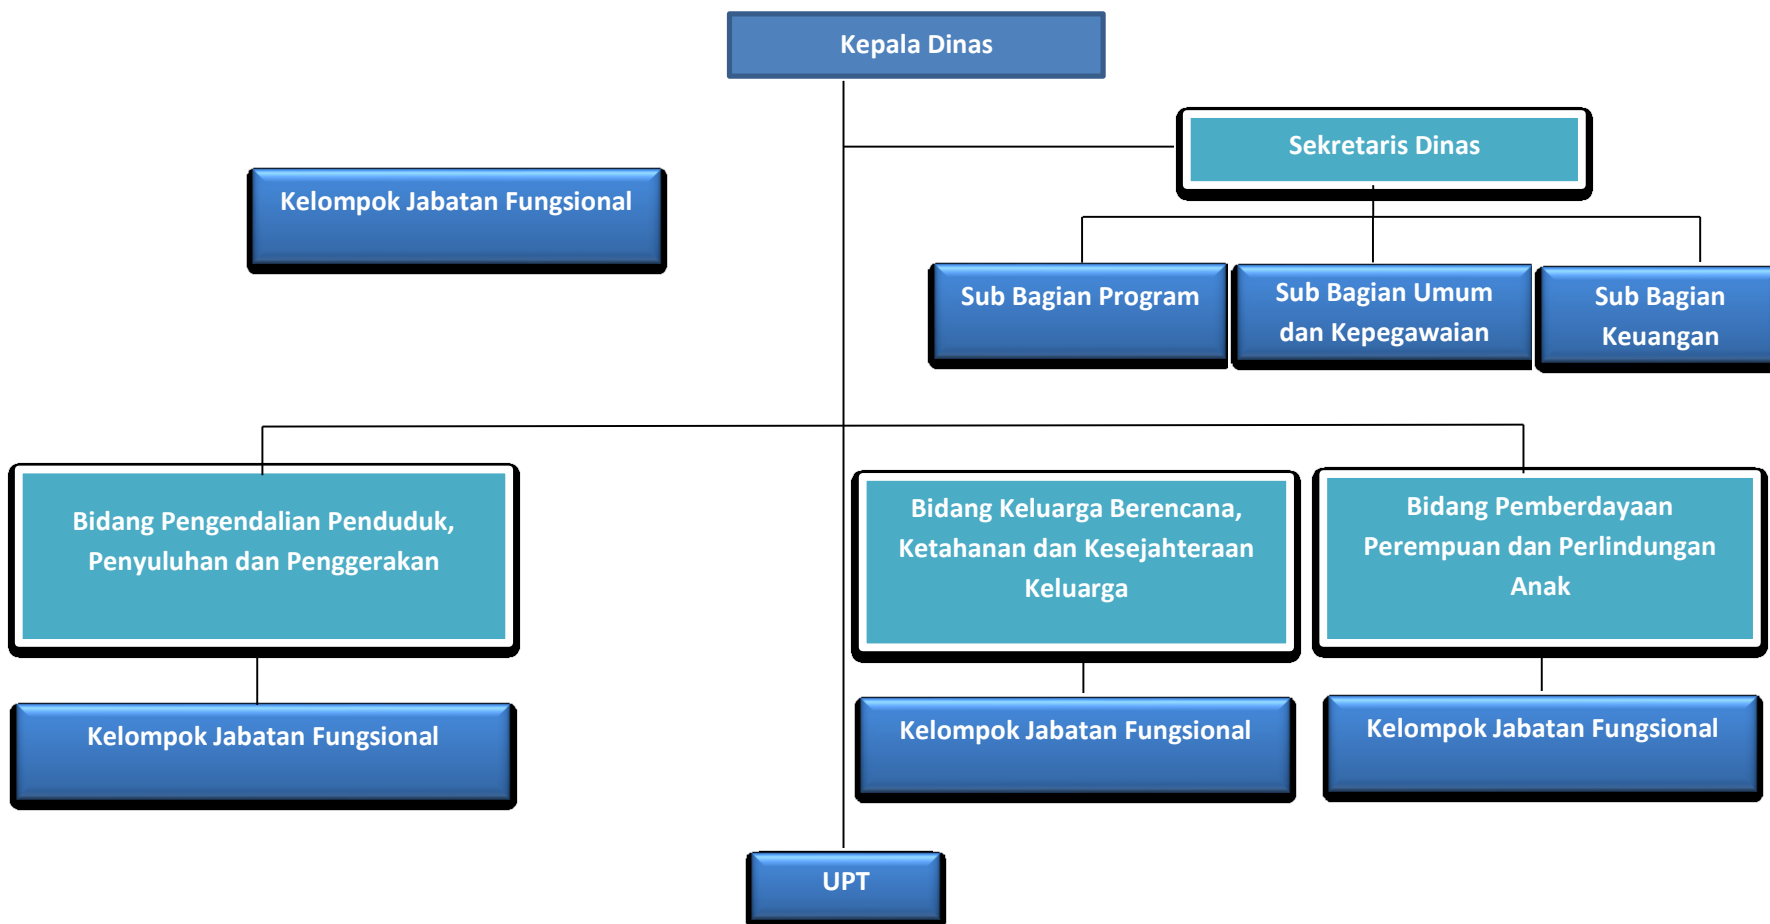 Kepala Dinas
Sekretaris Dinas
Kelompok Jabatan Fungsional
Sub Bagian Program
Sub Bagian Umum
dan Kepegawaian
Sub Bagian
Keuangan
Bidang Pengendalian Penduduk,
Penyuluhan dan Penggerakan
Bidang Keluarga Berencana,
Ketahanan dan Kesejahteraan
Keluarga
Bidang Pemberdayaan
Perempuan dan Perlindungan
Anak
Kelompok Jabatan Fungsional
Kelompok Jabatan Fungsional
Kelompok Jabatan Fungsional
UPT